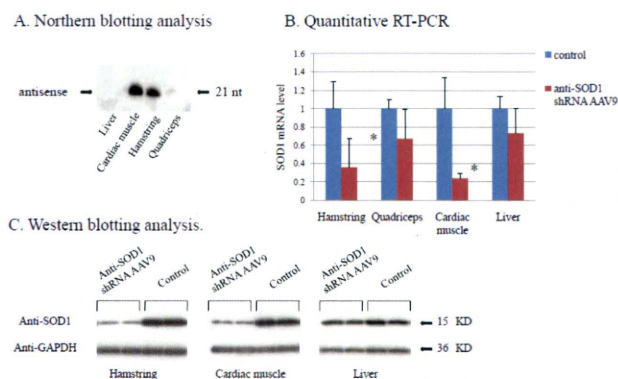 A. Northern blotting analysis
antisense
21 nt
Liver
Cardiac muscle
Hamstring
Quadriceps
B. Quantitative RT-PCR
SOD1 mRNA level
1.6
1.4
1.2
1
0.8
0.6
0.4
0.2
0
*
*
Hamstring Quadriceps Cardiac muscle Liver
control
anti-SOD1
shRNA AAV9
C. Western blotting analysis.
Anti-SOD1
shRNA AAV9
Control
Anti-SOD1
shRNA AAV9
Control
Anti-SOD1
shRNA AAV9
Control
Anti-SOD1
15 KD
Anti-GAPDH
36 KD
Hamstring
Cardiac muscle
Liver